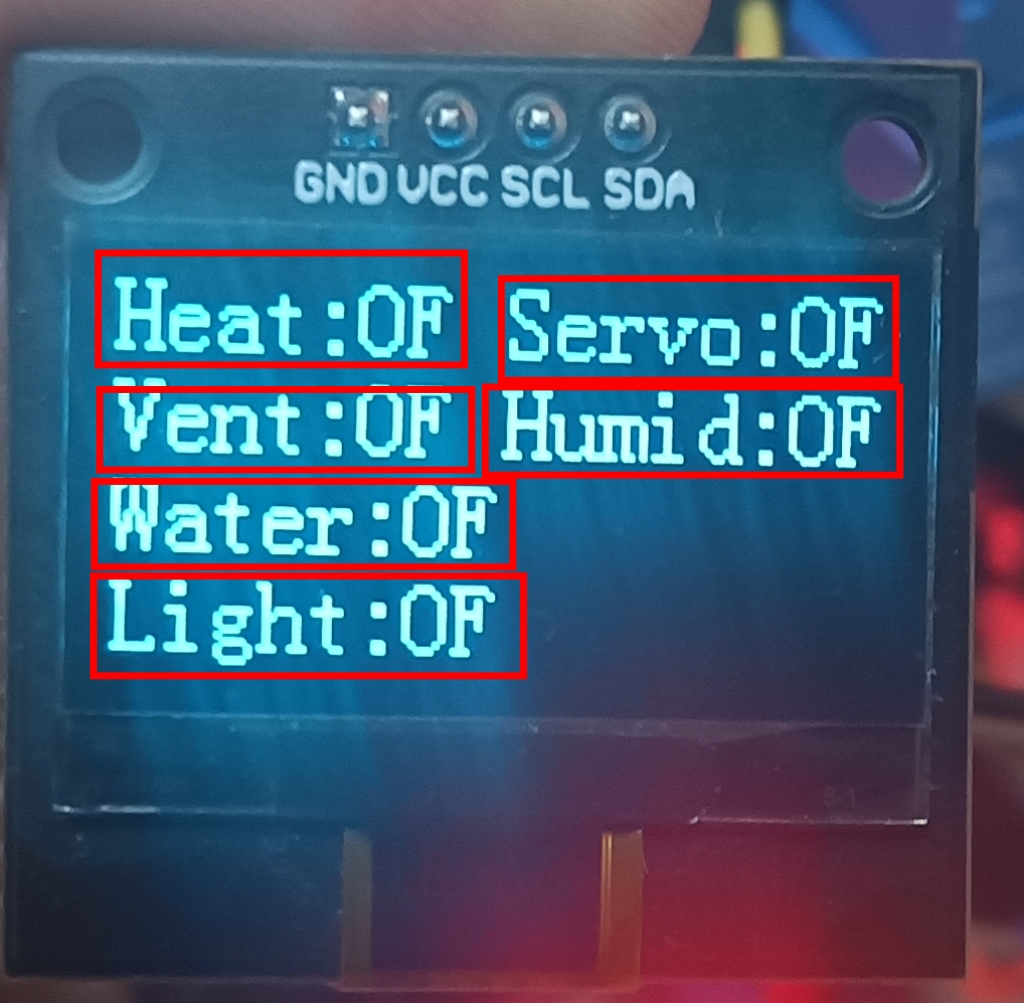 GND VCC SCL SDA
Heat:OF Servo:OF
Vent:OF Humid:OF
Water:OF
Light:OF